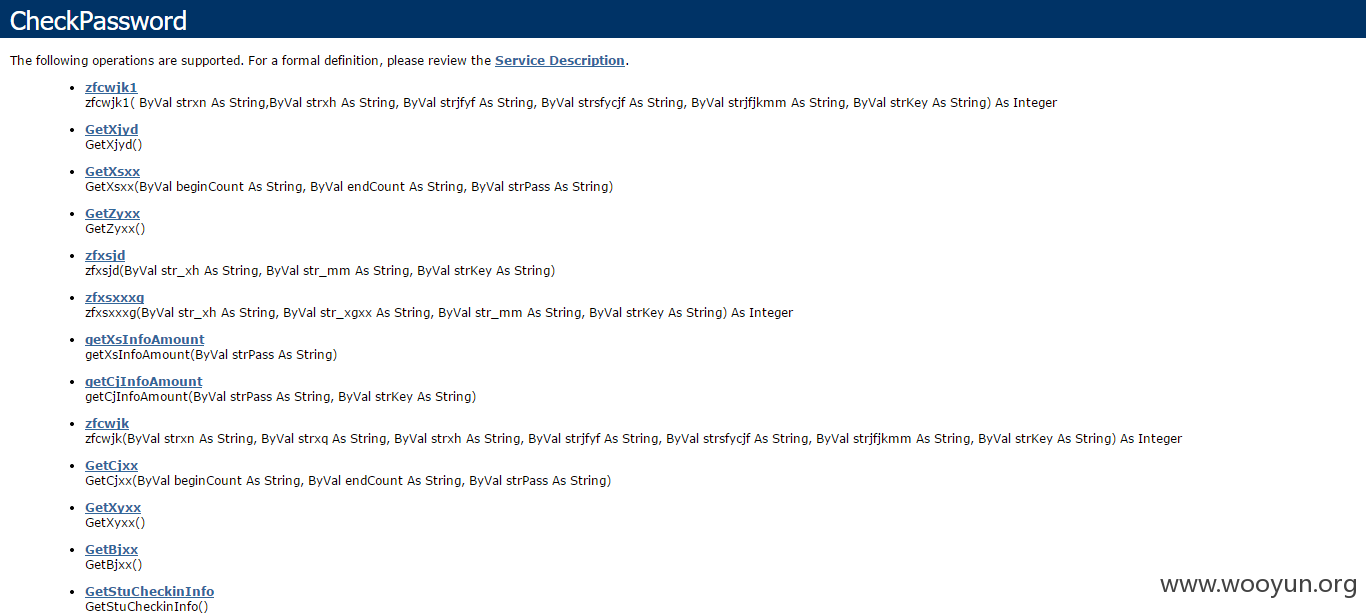 CheckPassword
The following operations are supported. For a formal definition, please review the Service Description.
• zfcwjk1
zfcwjk1( ByVal strxn As String,ByVal strxh As String, ByVal strjfyf As String, ByVal strsfycjf As String, ByVal strjfjkmm As String, ByVal strKey As String) As Integer
• GetXjyd
GetXjyd()
• GetXsxx
GetXsxx(ByVal beginCount As String, ByVal endCount As String, ByVal strPass As String)
• GetZyxx
GetZyxx()
• zfxsjd
zfxsjd(ByVal str_xh As String, ByVal str_mm As String, ByVal strKey As String)
• zfxsxxxg
zfxsxxxg(ByVal str_xh As String, ByVal str_xgxx As String, ByVal str_mm As String, ByVal strKey As String) As Integer
• getXsInfoAmount
getXsInfoAmount(ByVal strPass As String)
• getCjInfoAmount
getCjInfoAmount(ByVal strPass As String, ByVal strKey As String)
• zfcwjk
zfcwjk(ByVal strxn As String, ByVal strxq As String, ByVal strxh As String, ByVal strjfyf As String, ByVal strsfycjf As String, ByVal strjfjkmm As String, ByVal strKey As String) As Integer
• GetCjxx
GetCjxx(ByVal beginCount As String, ByVal endCount As String, ByVal strPass As String)
• GetXyxx
GetXyxx()
• GetBjxx
GetBjxx()
• GetStuCheckinInfo
GetStuCheckinInfo()
www.wooyun.org